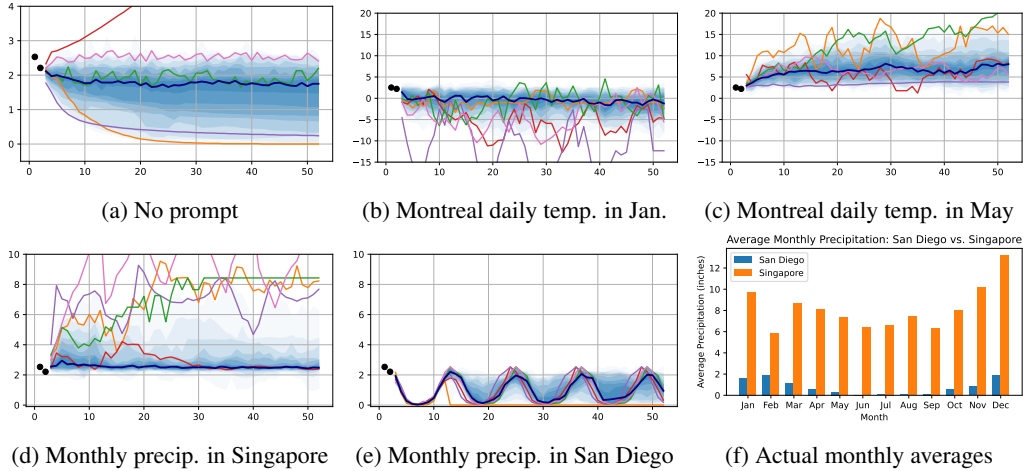 4
3
2
1
0
0 10 20 30 40 50
(a) No prompt
20
15
10
5
0
−5
−10
−15
0 10 20 30 40 50
(b) Montreal daily temp. in Jan.
20
15
10
5
0
−5
−10
−15
0 10 20 30 40 50
(c) Montreal daily temp. in May
10
8
6
4
2
0
0 10 20 30 40 50
(d) Monthly precip. in Singapore
10
8
6
4
2
0
0 10 20 30 40 50
(e) Monthly precip. in San Diego
Average Monthly Precipitation: San Diego vs. Singapore
San Diego
Singapore
Average Precipitation (inches)
12
10
8
6
4
2
0
Jan Feb Mar Apr May Jun Jul Aug Sep Oct Nov Dec
Month
(f) Actual monthly averages